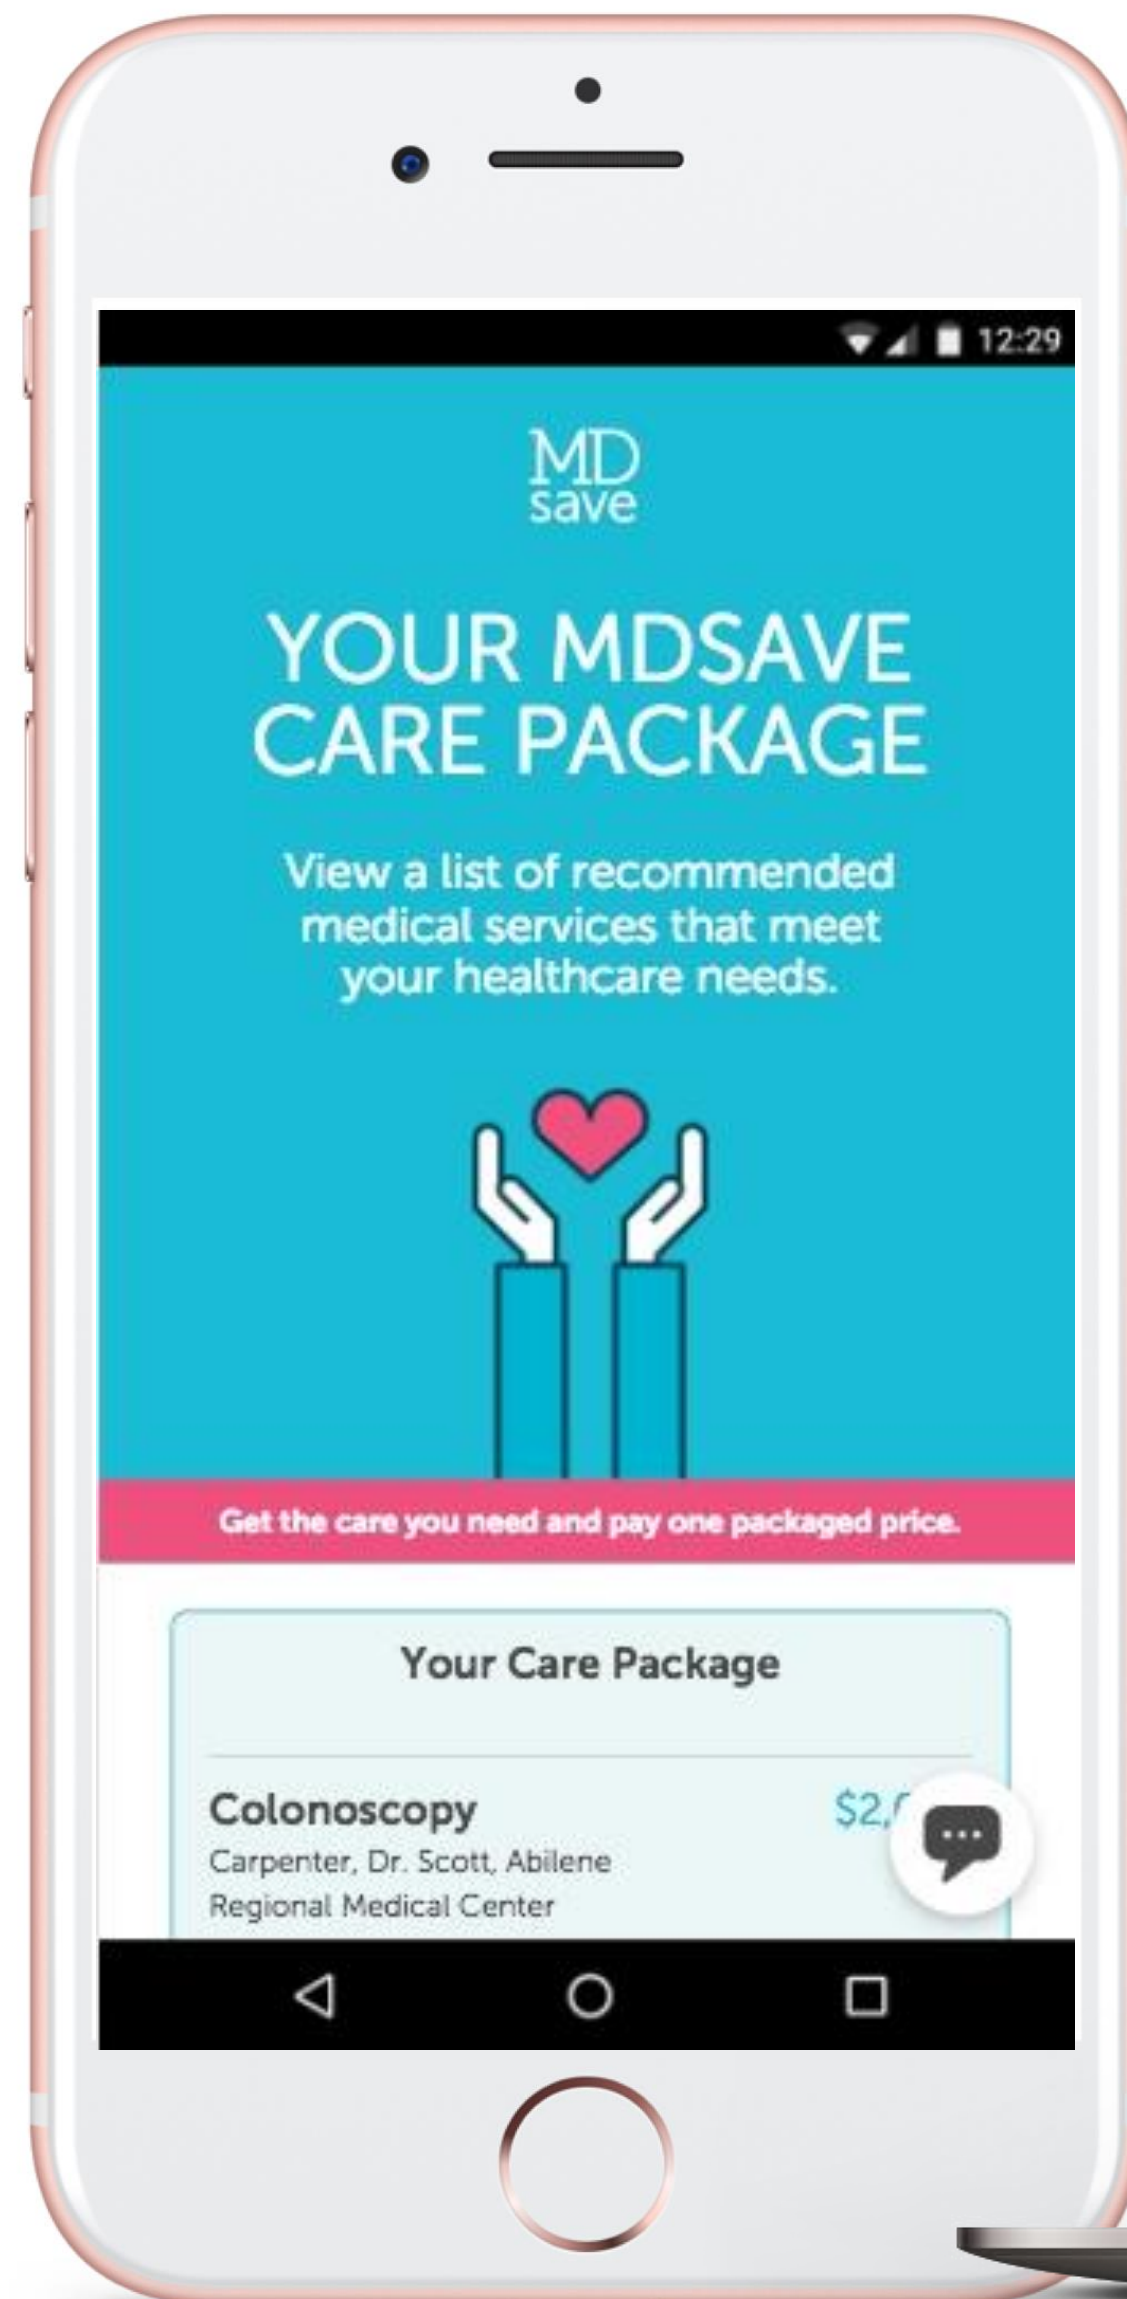 12:29
MD
save
YOUR MDSAVE
CARE PACKAGE
View a list of recommended
medical services that meet
your healthcare needs.
Get the care you need and pay one packaged price.
Your Care Package
Colonoscopy
Carpenter, Dr. Scott, Abilene
Regional Medical Center